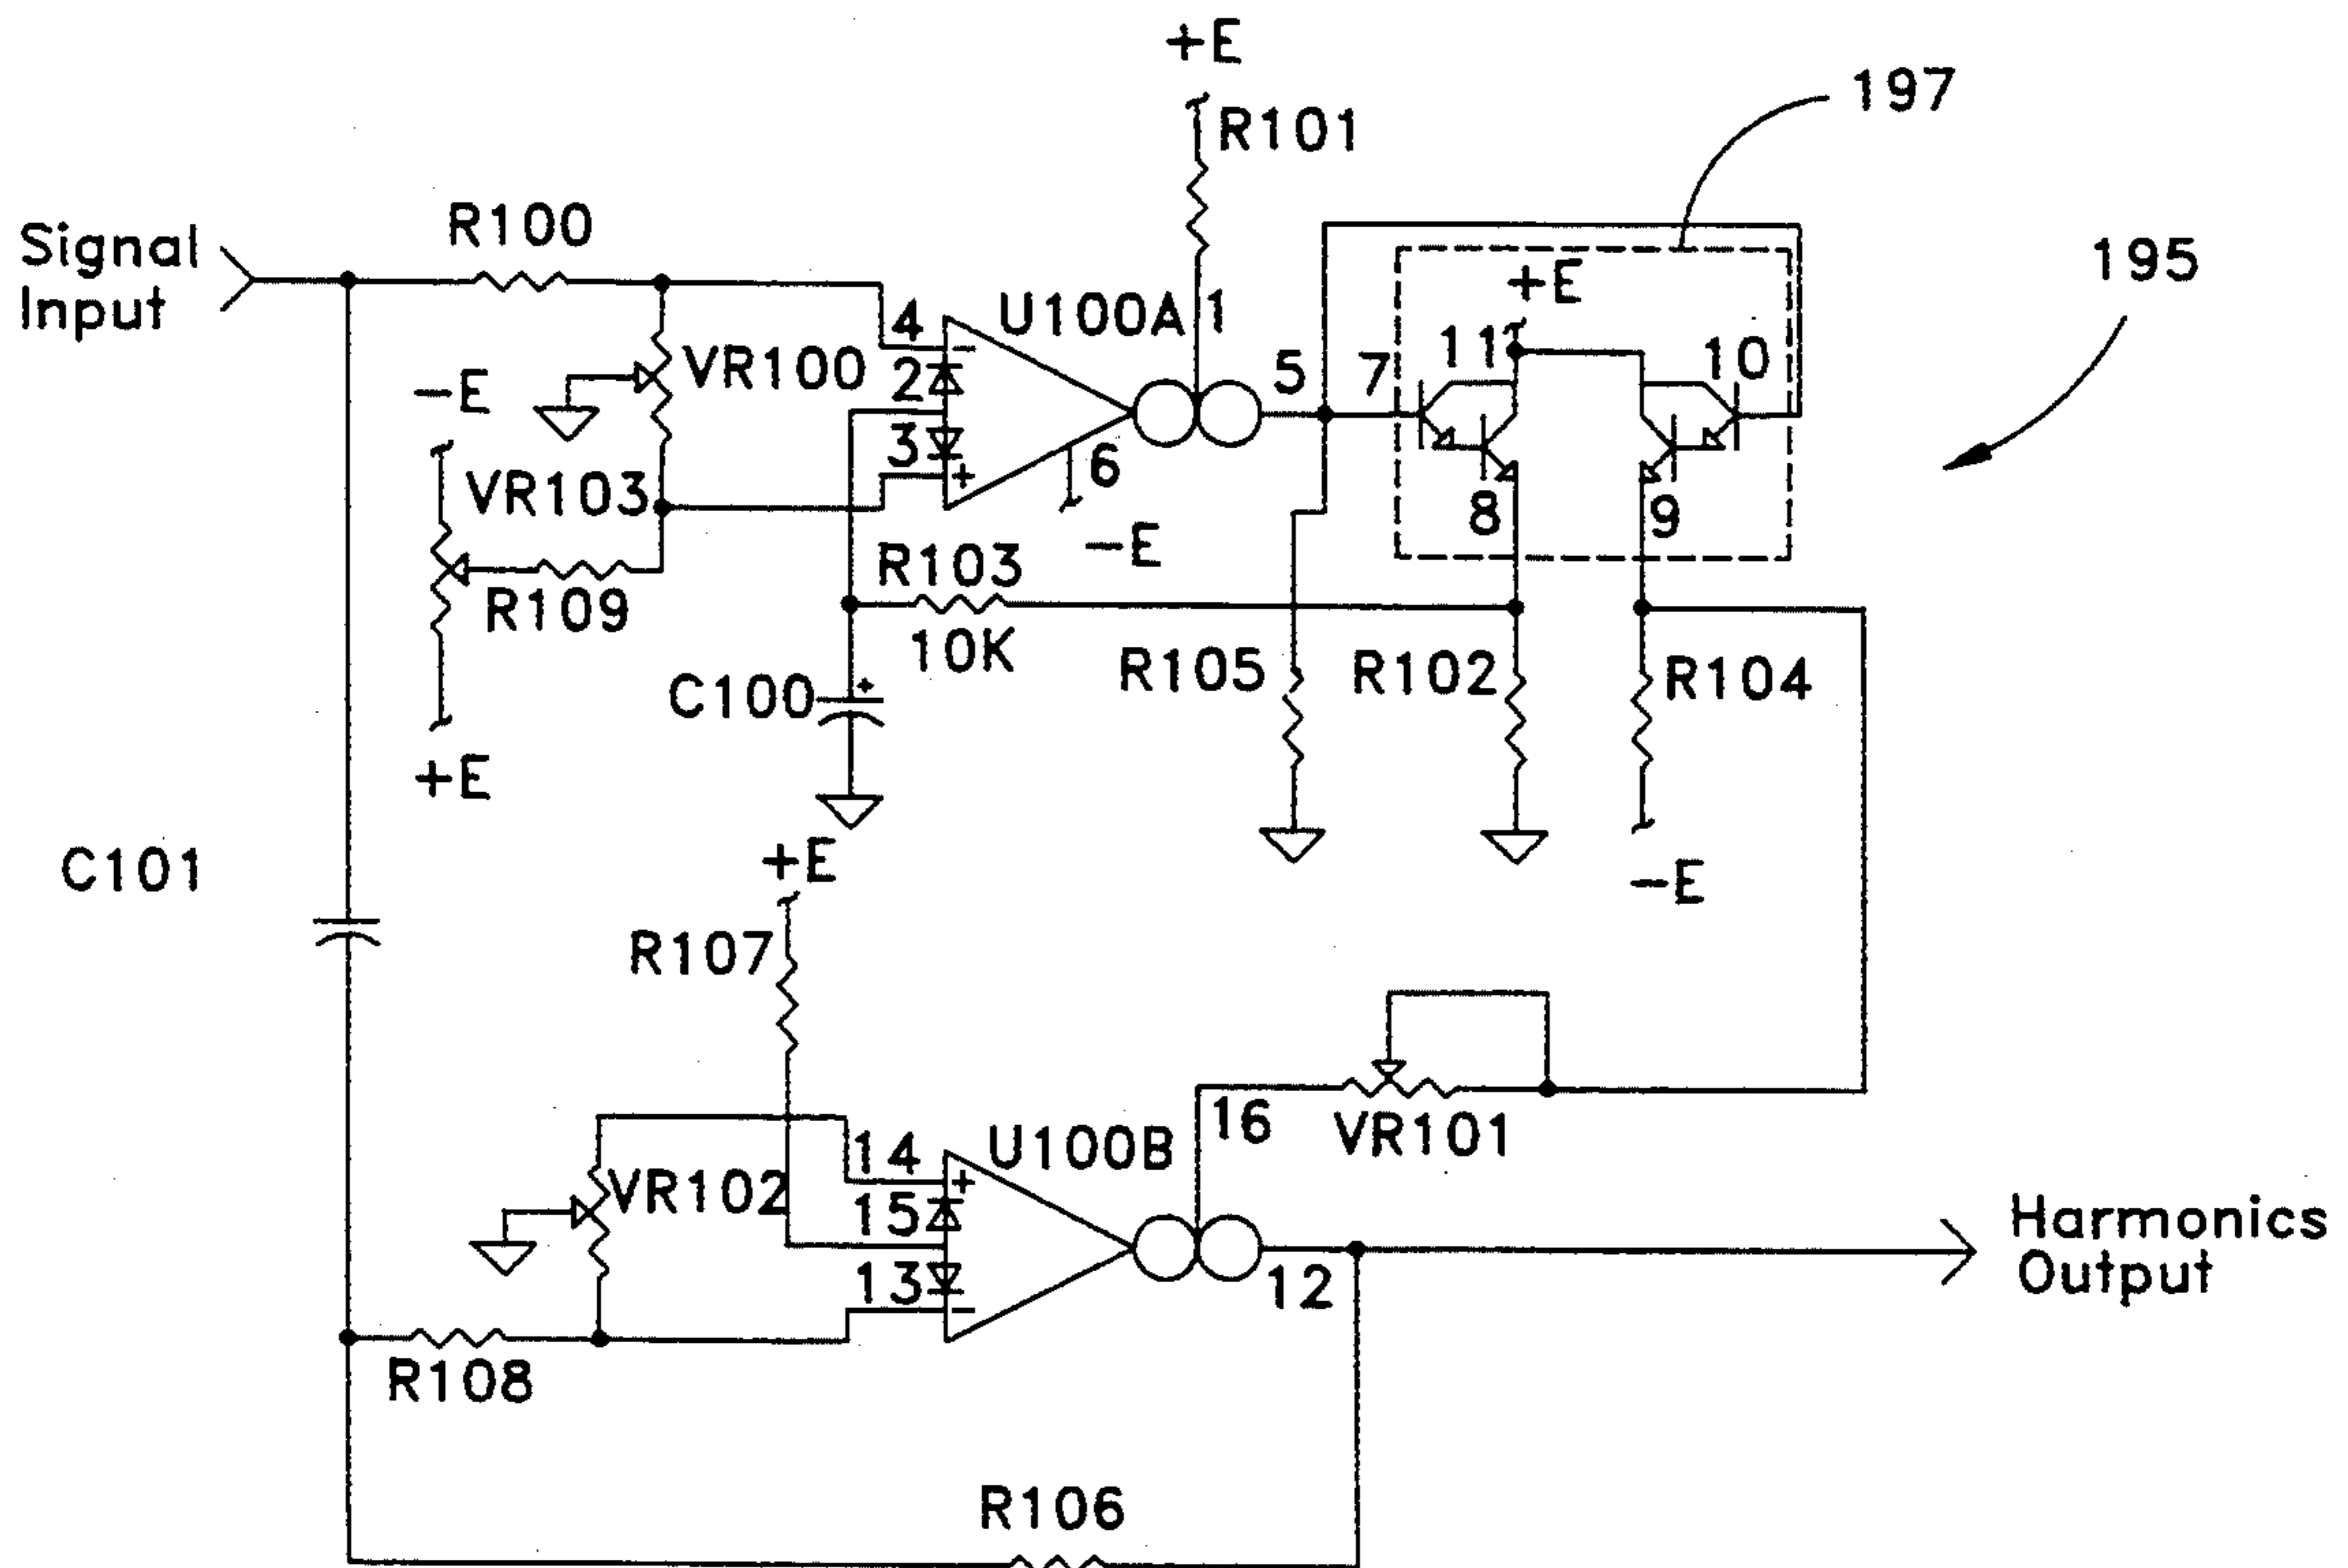 +E
R101
197
R100
Signal
Input
195
+E
4
U100A
1
2
VR100
5
7
11
10
-E
3
+
6
VR103
8
9
-E
R103
R109
10K
R105
R102
R104
C100
+
+E
C101
+E
-E
R107
16
VR101
14
U100B
VR102
+
15
Harmonics
Output
13
12
R108
R106